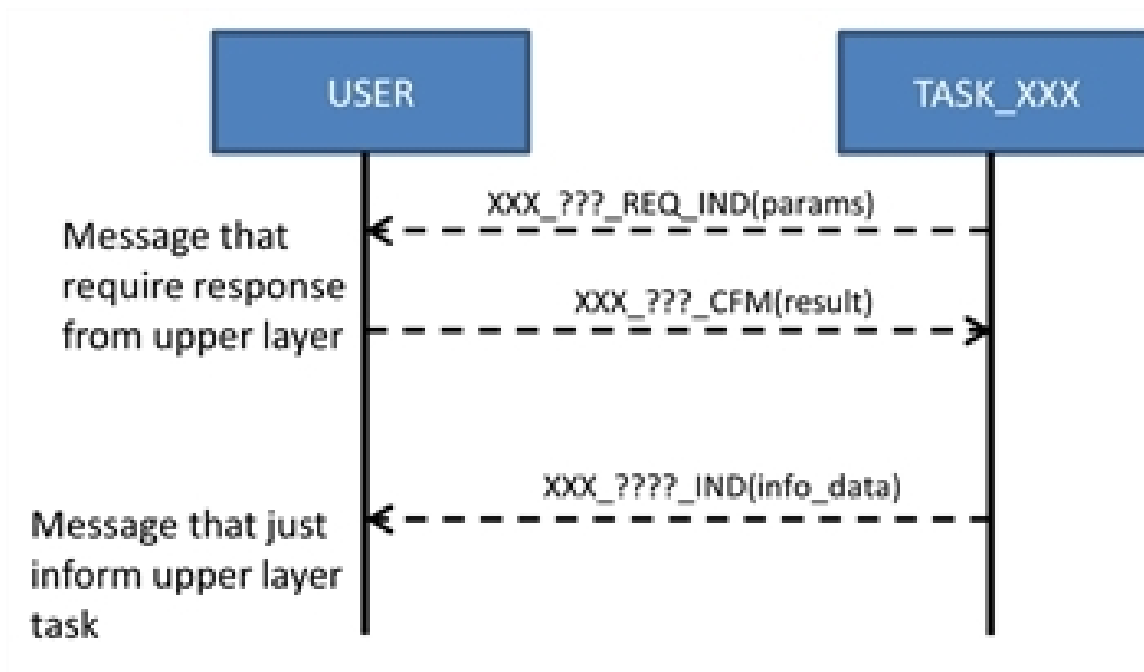 USER
TASK_XXX
XXX_???_REQ_IND(params)
Message that
require response
from upper layer
XXX_???_CFM(result)
XXX_????_IND(info_data)
Message that just
inform upper layer
task